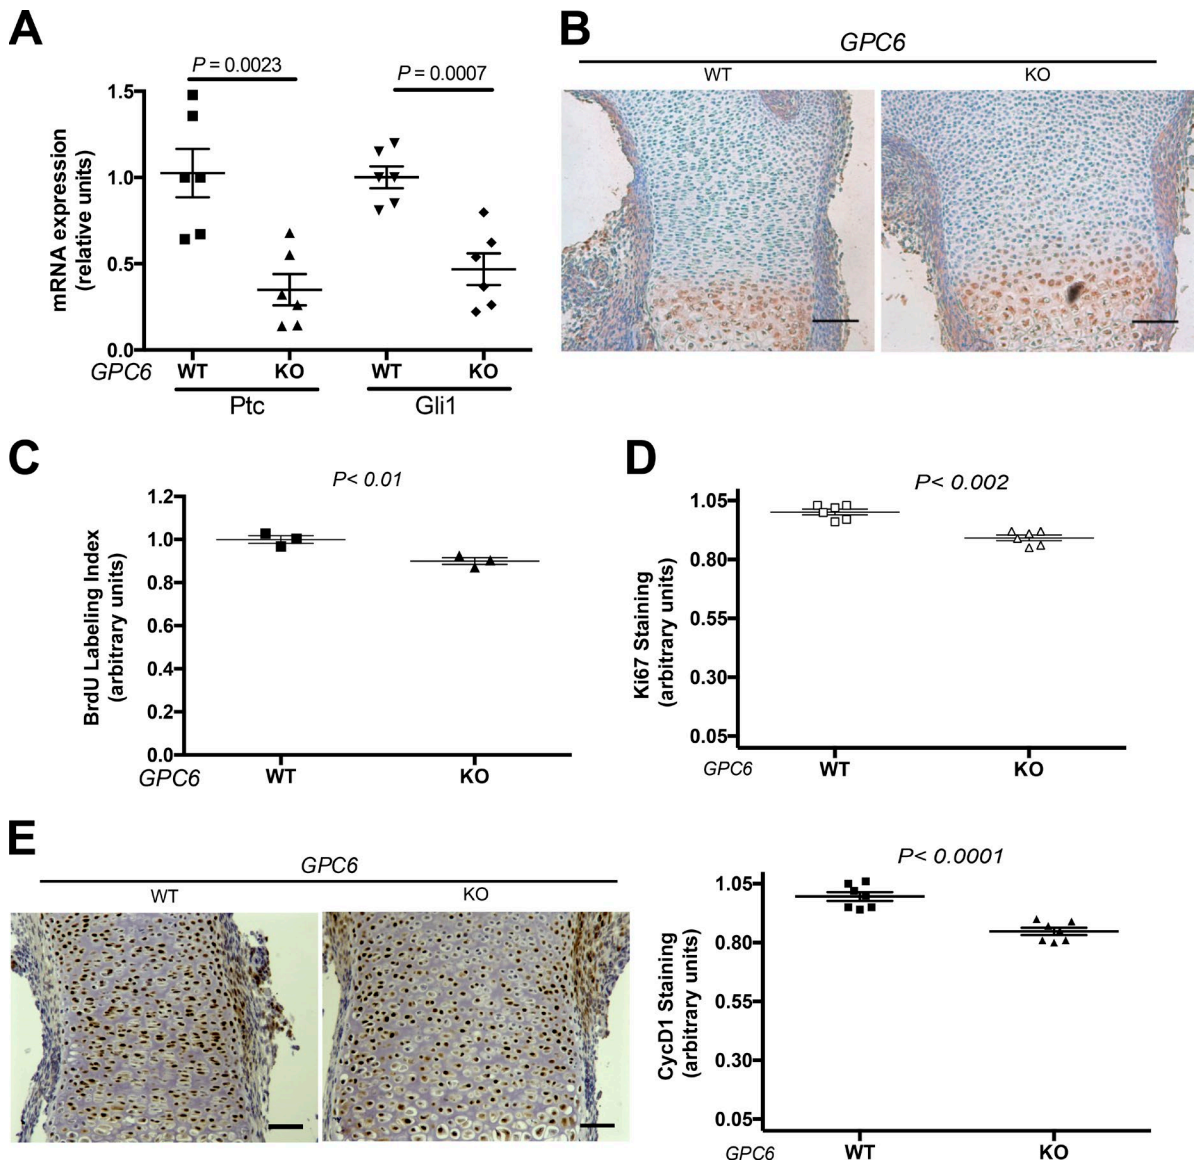 A
P = 0.0023
P = 0.0007
mRNA expression
(relative units)
1.5
1.0
0.5
0.0
GPC6
WT
KO
WT
KO
Ptc
Gli1
B
GPC6
WT
KO
C
P< 0.01
BrdU Labeling Index
(arbitrary units)
1.2
1.0
0.8
0.6
0.4
0.2
0.0
GPC6
WT
KO
D
P< 0.002
Ki67 Staining
(arbitrary units)
1.05
0.80
0.55
0.30
0.05
GPC6
WT
KO
E
GPC6
WT
KO
P< 0.0001
CycD1 Staining
(arbitrary units)
1.05
0.80
0.55
0.30
0.05
GPC6
WT
KO